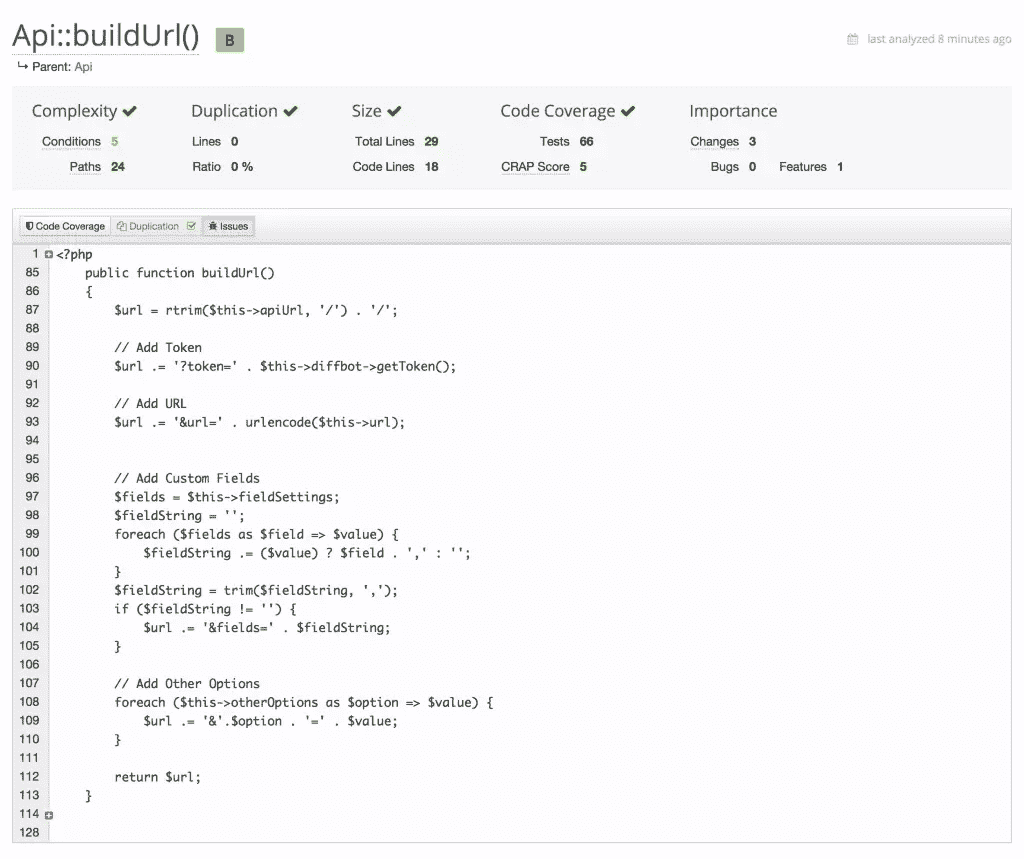 Api::buildUrl() B
last analyzed 8 minutes ago
Parent: Api
Complexity Duplication Size Code Coverage Importance
Conditions 5 Lines 0 Total Lines 29 Tests 66 Changes 3
Paths 24 Ratio 0 % Code Lines 18 CRAP Score 5 Bugs 0 Features 1
Code Coverage Duplication Issues
1 <?php
85     public function buildUrl()
86     {
87         $url = rtrim($this->apiUrl, '/') . '/';
88
89         // Add Token
90         $url .= '?token=' . $this->diffbot->getToken();
91
92         // Add URL
93         $url .= '&url=' . urlencode($this->url);
94
95
96         // Add Custom Fields
97         $fields = $this->fieldSettings;
98         $fieldString = '';
99         foreach ($fields as $field => $value) {
100             $fieldString .= ($value) ? $field . ',' : '';
101         }
102         $fieldString = trim($fieldString, ',');
103         if ($fieldString != '') {
104             $url .= '&fields=' . $fieldString;
105         }
106
107         // Add Other Options
108         foreach ($this->otherOptions as $option => $value) {
109             $url .= '&'.$option . '=' . $value;
110         }
111
112         return $url;
113     }
114
128